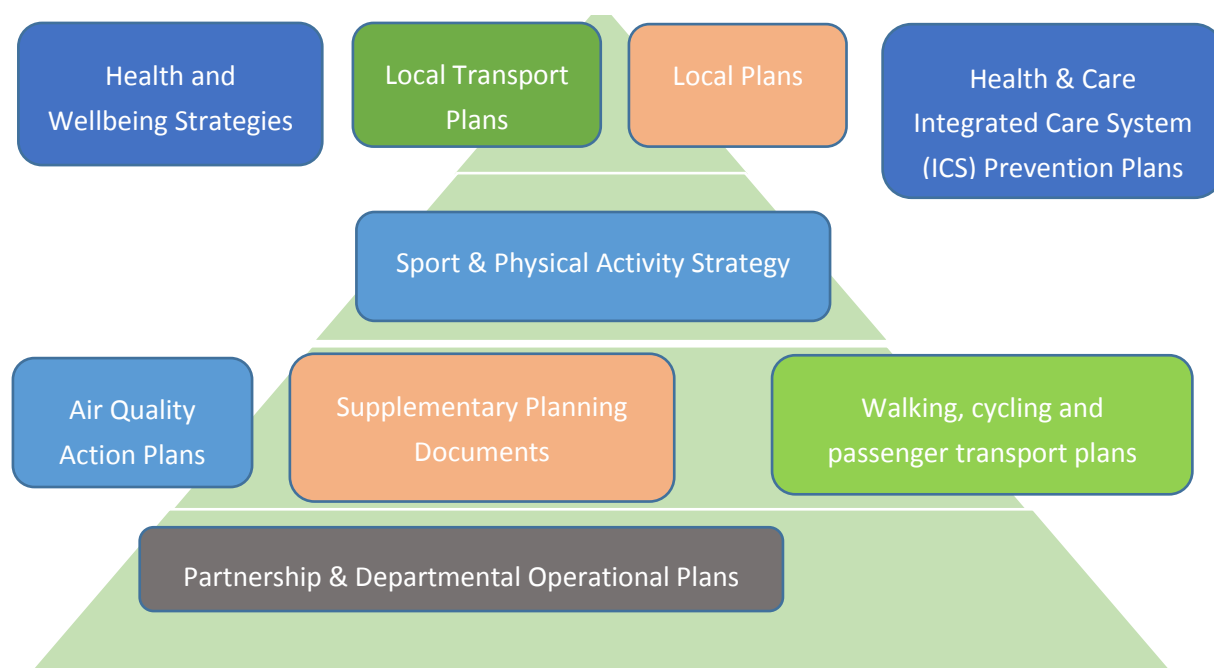 Health and
Wellbeing Strategies
Local Transport
Plans
Local Plans
Health & Care
Integrated Care System
(ICS) Prevention Plans
Sport & Physical Activity Strategy
Air Quality
Action Plans
Supplementary Planning
Documents
Walking, cycling and
passenger transport plans
Partnership & Departmental Operational Plans